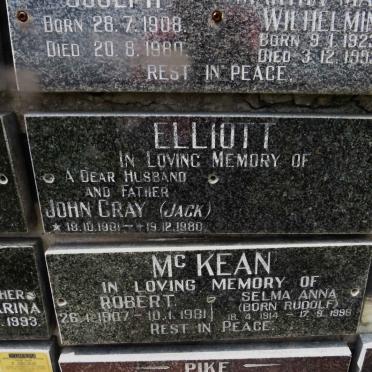 BORN 28.7.1908.
DIED 20.8.1980.
WILHELMIN
BORN 9.1.192
DIED 3.12.199
REST IN PEACE.
ELLIOTT
IN LOVING MEMORY OF
A DEAR HUSBAND
AND FATHER
JOHN GRAY (JACK)
★18.10.1901 - +19.12.1980
MCKEAN
IN LOVING MEMORY OF
ROBERT
26.1.1907 - 10.1.1981
SELMA ANNA
(BORN RUDOLF)
18.4.1914 - 17.9.1998
REST IN PEACE.
HER
ARINA
1993.
PIKE